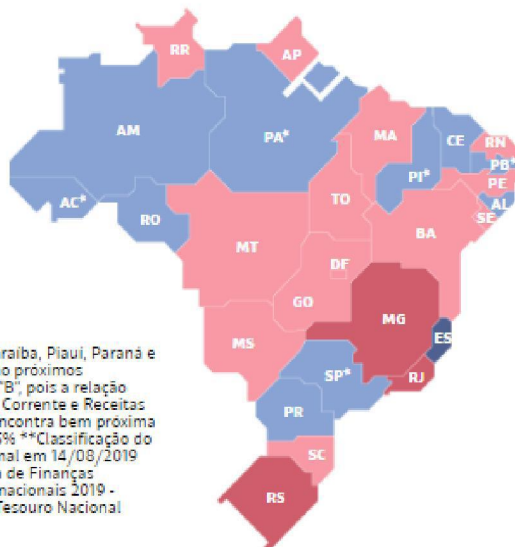 RR
AP
AM
PA*
MA
CE
RN
PB*
PI*
PE
AC*
AL
TO
SE
RO
BA
MT
DF
GO
MG
ES
MS
RJ
SP*
PR
SC
RS
raíba, Piauí, Paraná e
o próximos
"B", pois a relação
Corrente e Receitas
ncontra bem próxima
% **Classificação do
nal em 14/08/2019
de Finanças
nacionais 2019 -
Tesouro Nacional